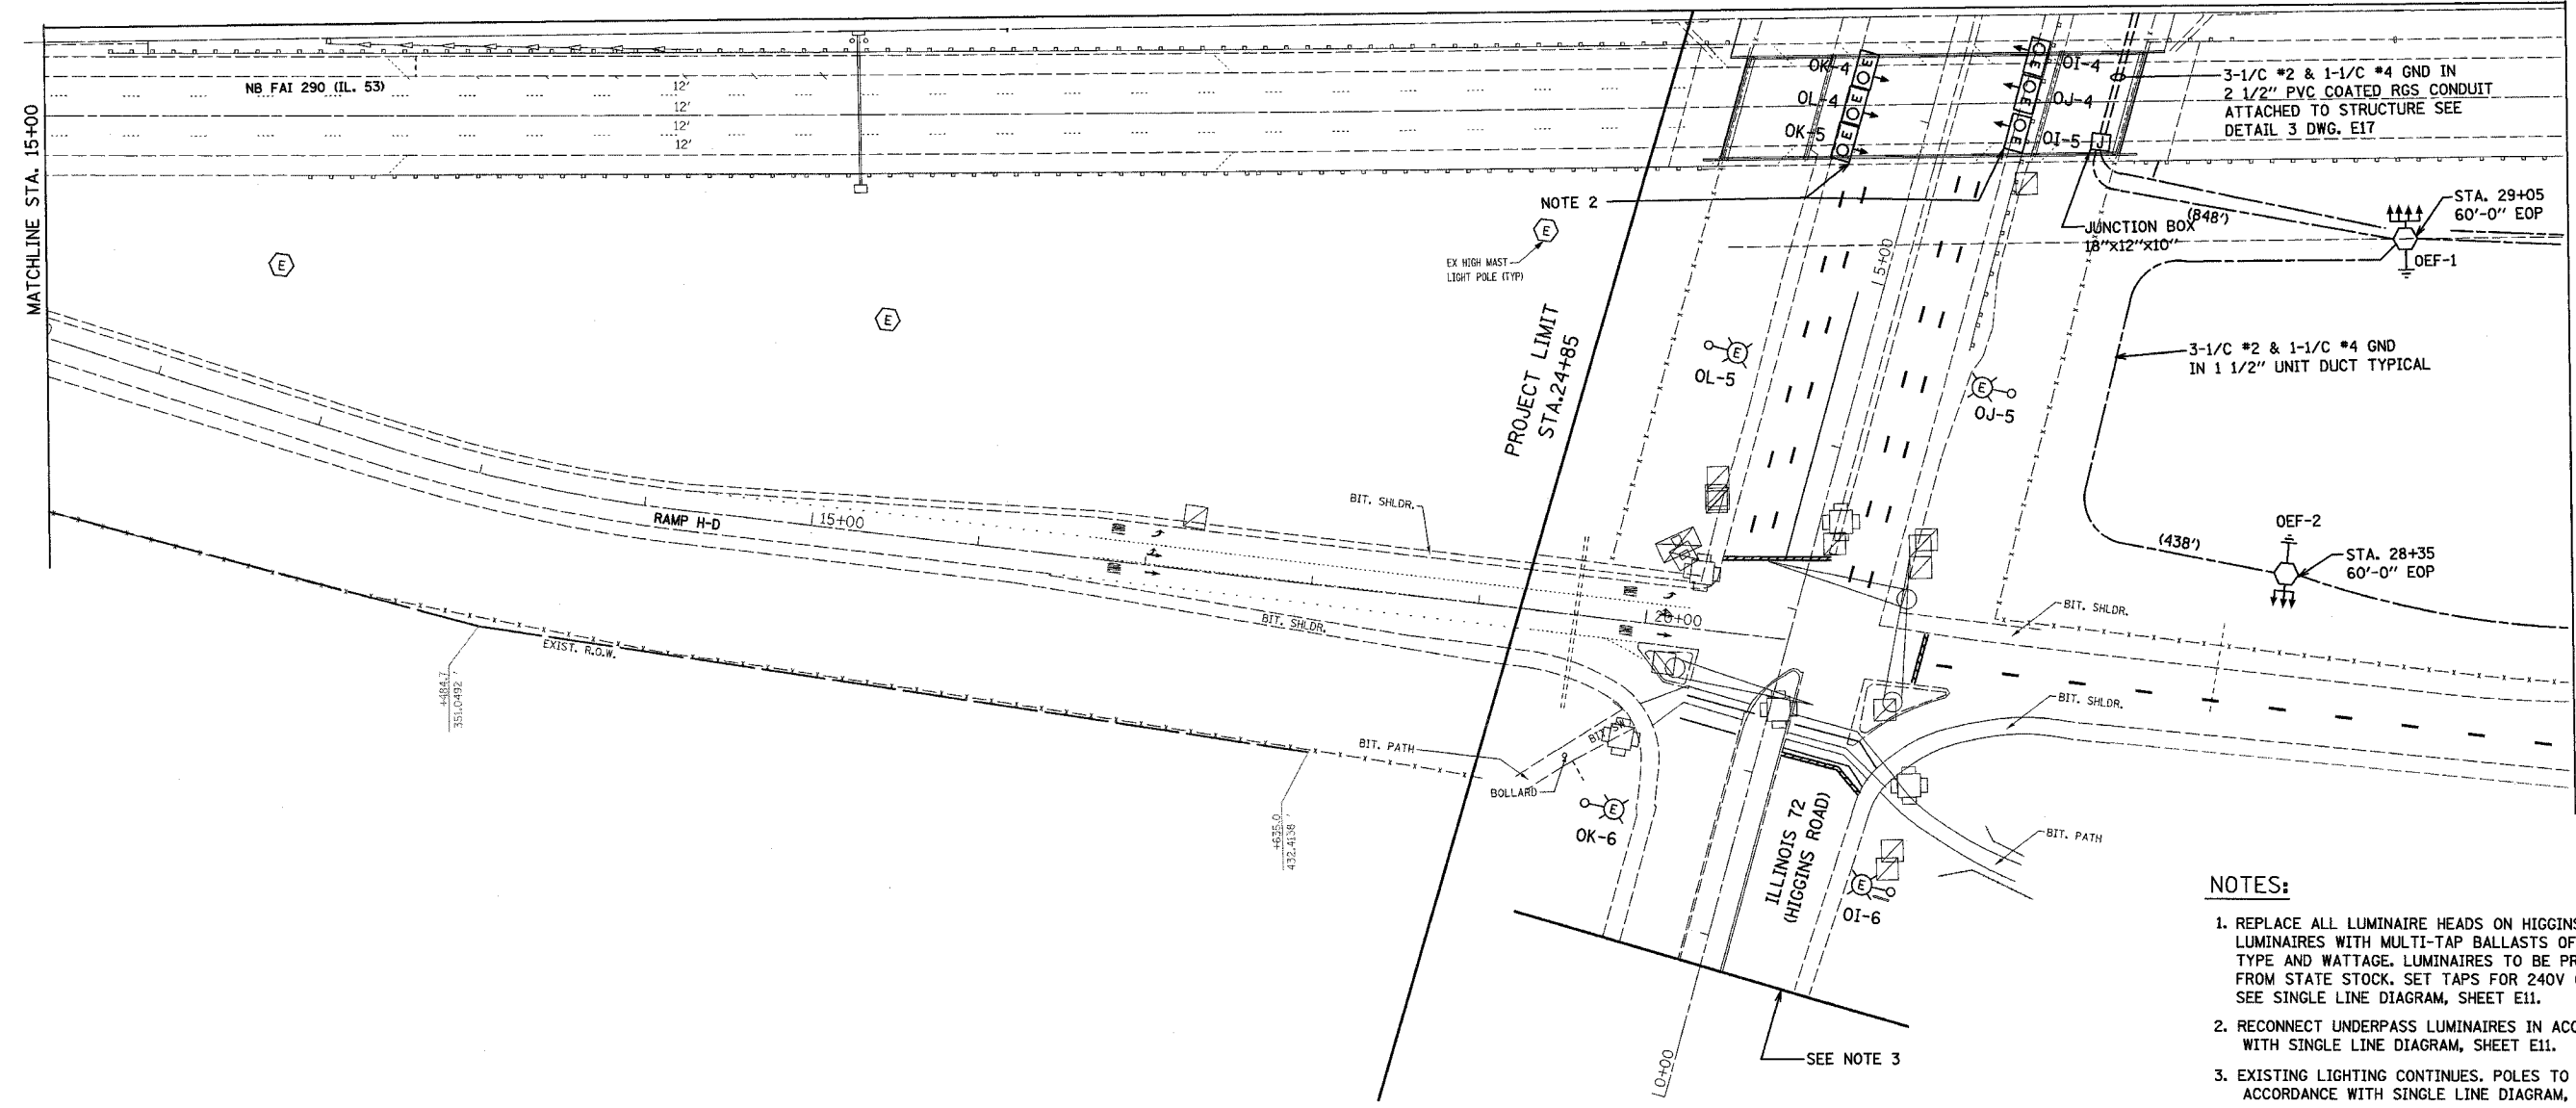 MATCHLINE STA. 15+00
NB FAI 290 (IL. 53)
12'
12'
12'
12'
OK-4
OL-4
OK-5
OI-4
OJ-4
OI-5
E
E
E
E
E
E
J
3-1/C #2 & 1-1/C #4 GND IN
2 1/2" PVC COATED RGS CONDUIT
ATTACHED TO STRUCTURE SEE
DETAIL 3 DWG. E17
NOTE 2
E
EX HIGH MAST
LIGHT POLE (TYP)
E
E
JUNCTION BOX
18"x12"x10"
(848')
STA. 29+05
60'-0" EOP
OEF-1
15+00
PROJECT LIMIT
STA.24+85
E
OL-5
E
OJ-5
3-1/C #2 & 1-1/C #4 GND
IN 1 1/2" UNIT DUCT TYPICAL
(438')
OEF-2
STA. 28+35
60'-0" EOP
BIT. SHLDR.
RAMP H-D
15+00
BIT. SHLDR.
20+00
BIT. SHLDR.
BIT. SHLDR.
EXIST. R.O.W.
+484.7
351.0492 '
+635.0
432.4138 '
BIT. PATH
BIT. SW
BOLLARD
E
OK-6
ILLINOIS 72
(HIGGINS ROAD)
BIT. PATH
E
OI-6
10+00
SEE NOTE 3
NOTES:
1. REPLACE ALL LUMINAIRE HEADS ON HIGGINS
LUMINAIRES WITH MULTI-TAP BALLASTS OF
TYPE AND WATTAGE. LUMINAIRES TO BE PR
FROM STATE STOCK. SET TAPS FOR 240V
SEE SINGLE LINE DIAGRAM, SHEET E11.
2. RECONNECT UNDERPASS LUMINAIRES IN ACC
WITH SINGLE LINE DIAGRAM, SHEET E11.
3. EXISTING LIGHTING CONTINUES. POLES TO
ACCORDANCE WITH SINGLE LINE DIAGRAM,